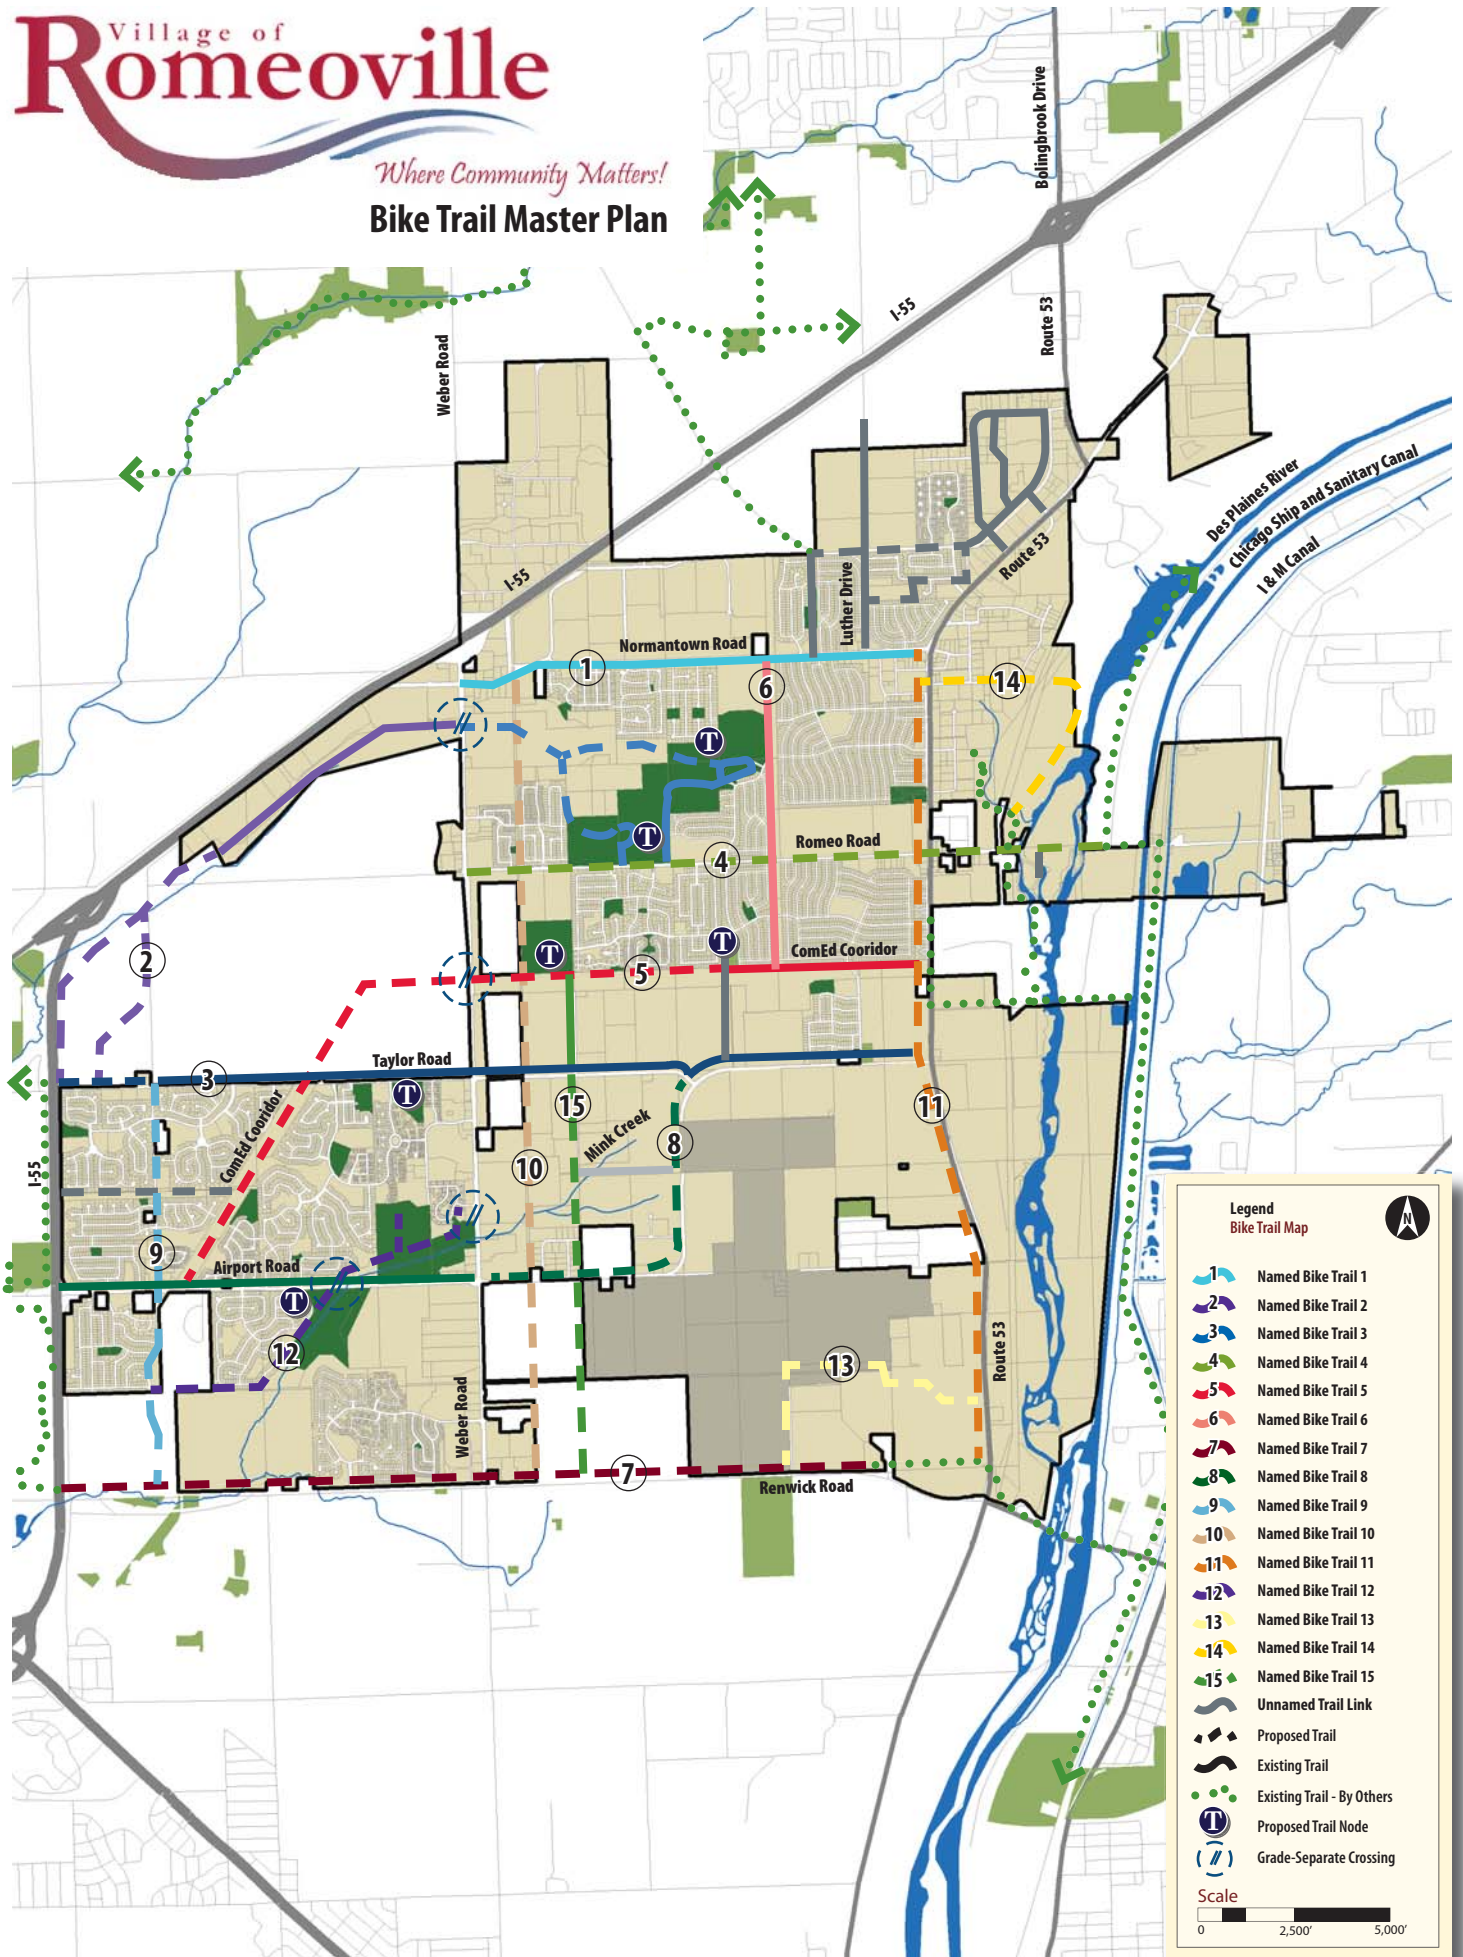 Village of
Romeoville
Where Community Matters!
Bike Trail Master Plan
Bolingbrook Drive
I-55
Route 53
Weber Road
Des Plaines River
Chicago Ship and Sanitary Canal
I & M Canal
I-55
Route 53
Luther Drive
Normantown Road
1
6
14
T
T
Romeo Road
4
2
T
T
ComEd Cooridor
5
Taylor Road
3
T
15
11
ComEd Cooridor
Mink Creek
8
10
I-55
9
Airport Road
T
12
13
Route 53
Weber Road
7
Renwick Road
Legend
Bike Trail Map
N
1 Named Bike Trail 1
2 Named Bike Trail 2
3 Named Bike Trail 3
4 Named Bike Trail 4
5 Named Bike Trail 5
6 Named Bike Trail 6
7 Named Bike Trail 7
8 Named Bike Trail 8
9 Named Bike Trail 9
10 Named Bike Trail 10
11 Named Bike Trail 11
12 Named Bike Trail 12
13 Named Bike Trail 13
14 Named Bike Trail 14
15 Named Bike Trail 15
Unnamed Trail Link
Proposed Trail
Existing Trail
Existing Trail - By Others
T Proposed Trail Node
Grade-Separate Crossing
Scale
0 2,500' 5,000'